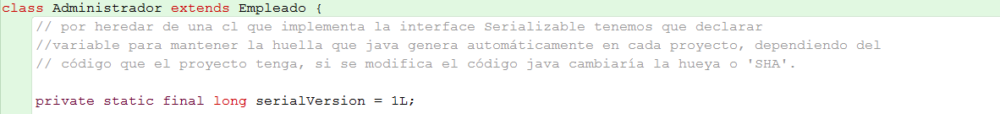 class Administrador extends Empleado {
// por heredar de una cl que implementa la interface Serializable tenemos que declarar
//variable para mantener la huella que java genera automáticamente en cada proyecto, dependiendo del
// código que el proyecto tenga, si se modifica el código java cambiaría la hueya o 'SHA'.
private static final long serialVersion = 1L;